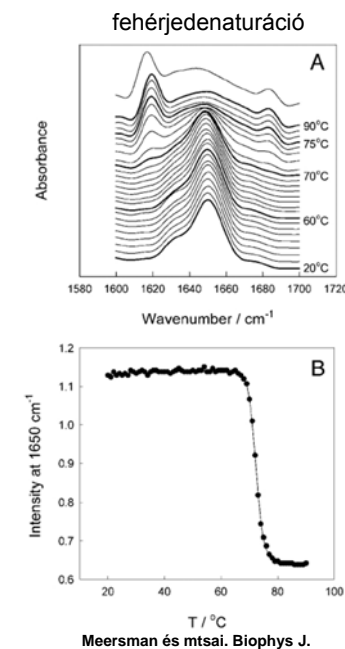 fehérjedenaturáció
A
Absorbance
90°C
75°C
70°C
60°C
20°C
1580 1600 1620 1640 1660 1680 1700 1720
Wavenumber / cm⁻¹
1.2
B
1.1
1.0
0.9
0.8
0.7
0.6
Intensity at 1650 cm⁻¹
0 20 40 60 80 100
T / °C
Meersman és mtsai. Biophys J.